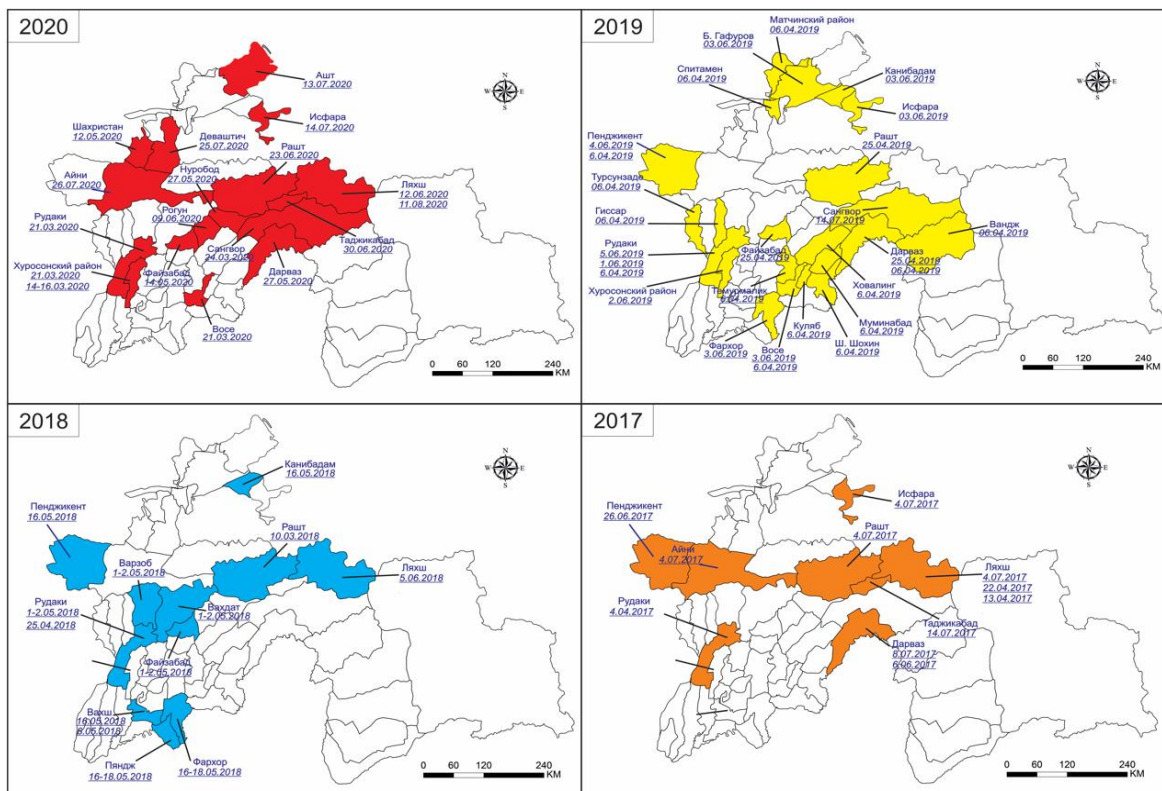 2020
Ашт
13.07.2020
Исфара
14.07.2020
Шахристан
12.05.2020
Деваштич
25.07.2020
Рашт
23.06.2020
Нуробод
27.05.2020
Айни
26.07.2020
Ляхш
12.06.2020
11.08.2020
Рогун
09.06.2020
Рудаки
21.03.2020
Сангвор
24.03.2020
Таджикабад
30.06.2020
Хуросонский район
21.03.2020
14-16.03.2020
Файзабад
14.05.2020
Дарваз
27.05.2020
Восе
21.03.2020
N
W
E
S
0 60 120 240
KM
2019
Матчинский район
06.04.2019
Б. Гафуров
03.06.2019
Спитамен
06.04.2019
Канибадам
03.06.2019
Исфара
03.06.2019
Пенджикент
4.06.2019
6.04.2019
Рашт
25.04.2019
Турсунзаде
06.04.2019
Гиссар
06.04.2019
Сангвор
14.07.2019
Вандж
06.04.2019
Рудаки
5.06.2019
1.06.2019
6.04.2019
Файзабад
25.04.2019
Дарваз
25.04.2019
06.04.2019
Хуросонский район
2.06.2019
Темурмалик
6.04.2019
Ховалинг
6.04.2019
Муминабад
6.04.2019
Куляб
6.04.2019
Ш. Шохин
6.04.2019
Фархор
3.06.2019
Восе
3.06.2019
6.04.2019
N
W
E
S
0 60 120 240
KM
2018
Канибадам
16.05.2018
Пенджикент
16.05.2018
Рашт
10.03.2018
Варзоб
1-2.05.2018
Ляхш
5.06.2018
Рудаки
1-2.05.2018
25.04.2018
Вахдат
1-2.05.2018
Файзабад
1-2.05.2018
Вахш
16.05.2018
6.05.2018
Пяндж
16-18.05.2018
Фархор
16-18.05.2018
N
W
E
S
0 60 120 240
KM
2017
Исфара
4.07.2017
Пенджикент
26.06.2017
Айни
4.07.2017
Рашт
4.07.2017
Ляхш
4.07.2017
22.04.2017
13.04.2017
Рудаки
4.04.2017
Таджикабад
14.07.2017
Дарваз
8.07.2017
6.06.2017
N
W
E
S
0 60 120 240
KM